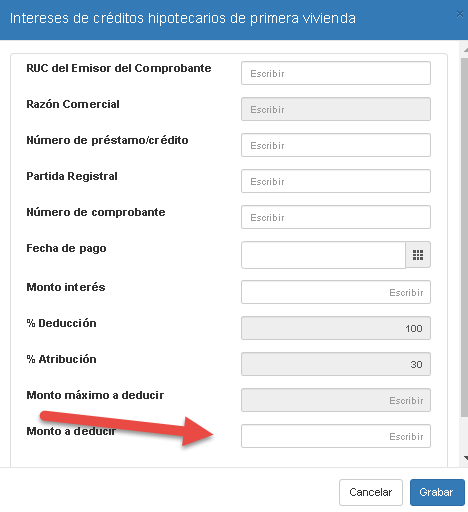 Intereses de créditos hipotecarios de primera vivienda
RUC del Emisor del Comprobante Escribir
Razón Comercial Escribir
Número de préstamo/crédito Escribir
Partida Registral Escribir
Número de comprobante Escribir
Fecha de pago
Monto interés Escribir
% Deducción 100
% Atribución 30
Monto máximo a deducir Escribir
Monto a deducir Escribir
Cancelar Grabar